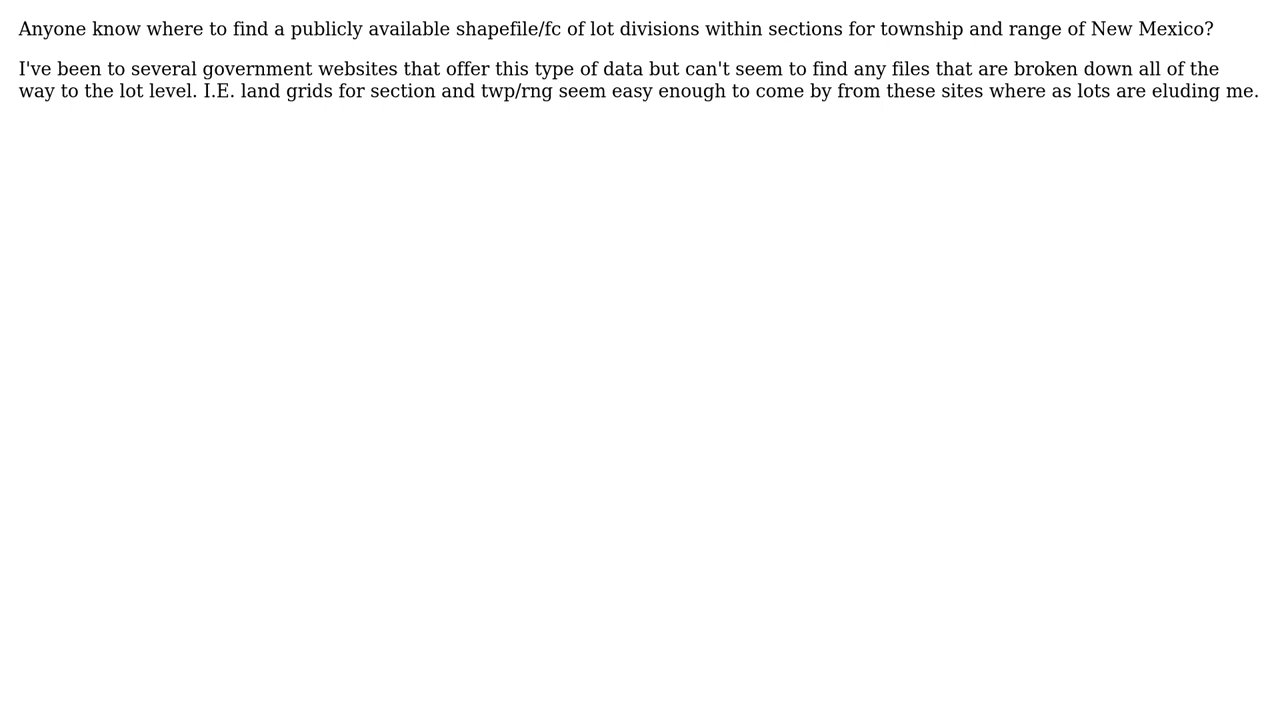 Anyone know where to find a publicly available shapefile/fc of lot divisions within sections for township and range of New Mexico?
I've been to several government websites that offer this type of data but can't seem to find any files that are broken down all of the
way to the lot level. I.E. land grids for section and twp/rng seem easy enough to come by from these sites where as lots are eluding me.